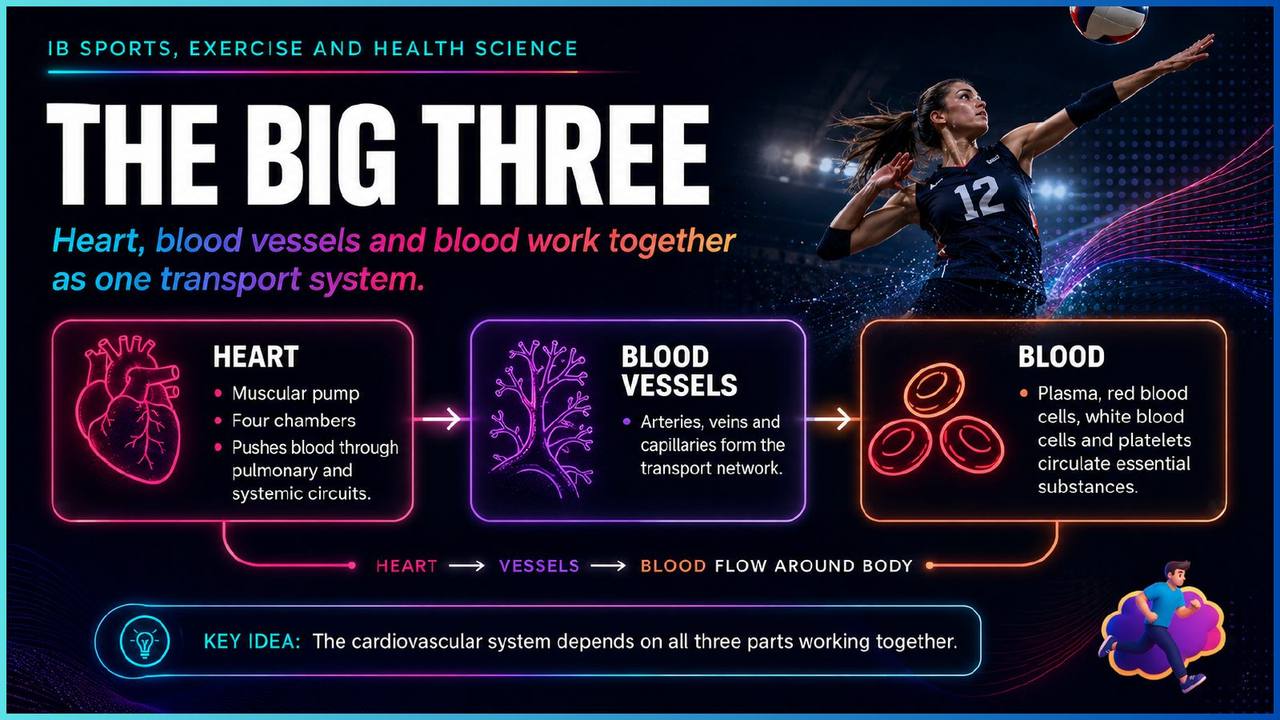 IB SPORTS, EXERCISE AND HEALTH SCIENCE
THE BIG THREE
Heart, blood vessels and blood work together
as one transport system.
12
HEART
• Muscular pump
• Four chambers
• Pushes blood through
pulmonary and
systemic circuits.
BLOOD
VESSELS
• Arteries, veins and
capillaries form the
transport network.
BLOOD
• Plasma, red blood
cells, white blood
cells and platelets
circulate essential
substances.
HEART → VESSELS → BLOOD FLOW AROUND BODY
KEY IDEA: The cardiovascular system depends on all three parts working together.